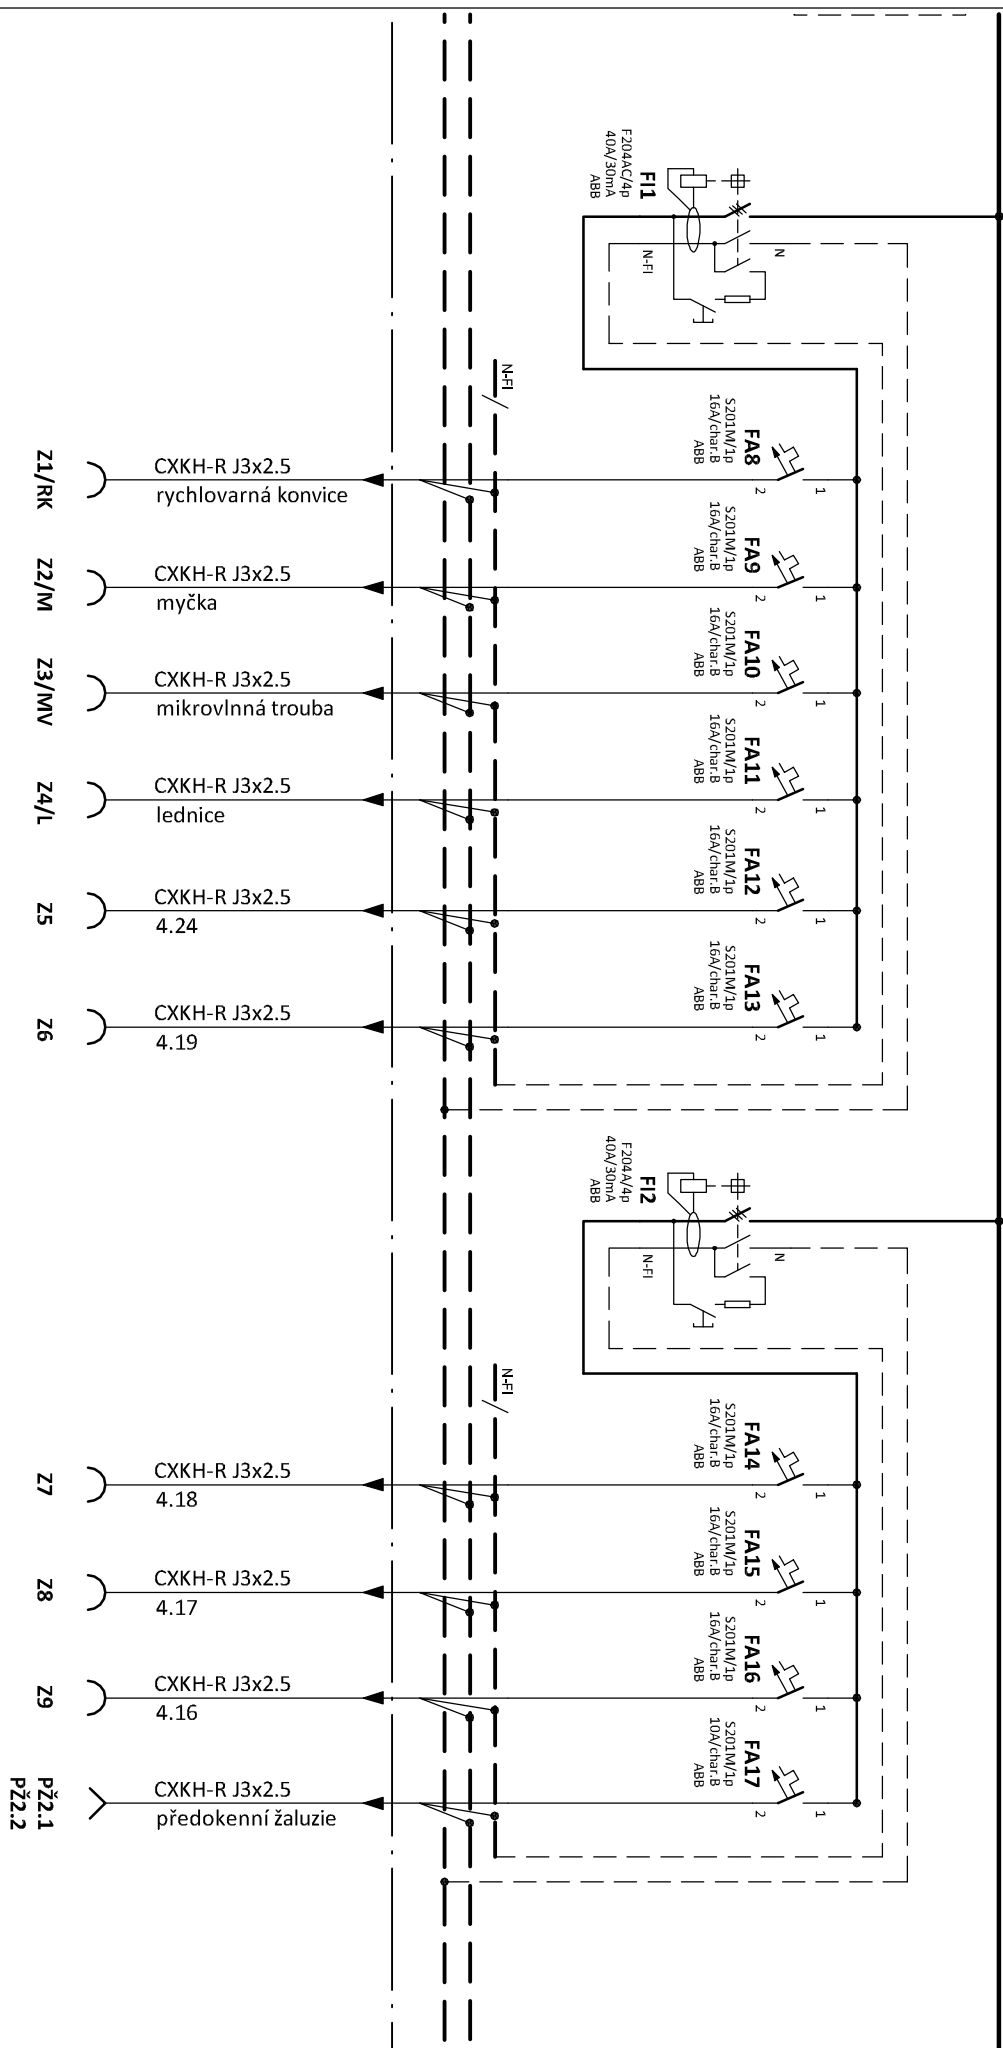 FI1
F204AC/4p
40A/30mA
ABB
N
N-FI
N-FI
FA8
S201M/1p
16A/char.B
ABB
1
2
CXKH-R J3x2.5
rychlovarná konvice
Z1/RK
FA9
S201M/1p
16A/char.B
ABB
1
2
CXKH-R J3x2.5
myčka
Z2/M
FA10
S201M/1p
16A/char.B
ABB
1
2
CXKH-R J3x2.5
mikrovlnná trouba
Z3/MV
FA11
S201M/1p
16A/char.B
ABB
1
2
CXKH-R J3x2.5
lednice
Z4/L
FA12
S201M/1p
16A/char.B
ABB
1
2
CXKH-R J3x2.5
4.24
Z5
FA13
S201M/1p
16A/char.B
ABB
1
2
CXKH-R J3x2.5
4.19
Z6
FI2
F204A/4p
40A/30mA
ABB
N
N-FI
N-FI
FA14
S201M/1p
16A/char.B
ABB
1
2
CXKH-R J3x2.5
4.18
Z7
FA15
S201M/1p
16A/char.B
ABB
1
2
CXKH-R J3x2.5
4.17
Z8
FA16
S201M/1p
16A/char.B
ABB
1
2
CXKH-R J3x2.5
4.16
Z9
FA17
S201M/1p
10A/char.B
ABB
1
2
CXKH-R J3x2.5
předokenní žaluzie
PŽ2.1
PŽ2.2